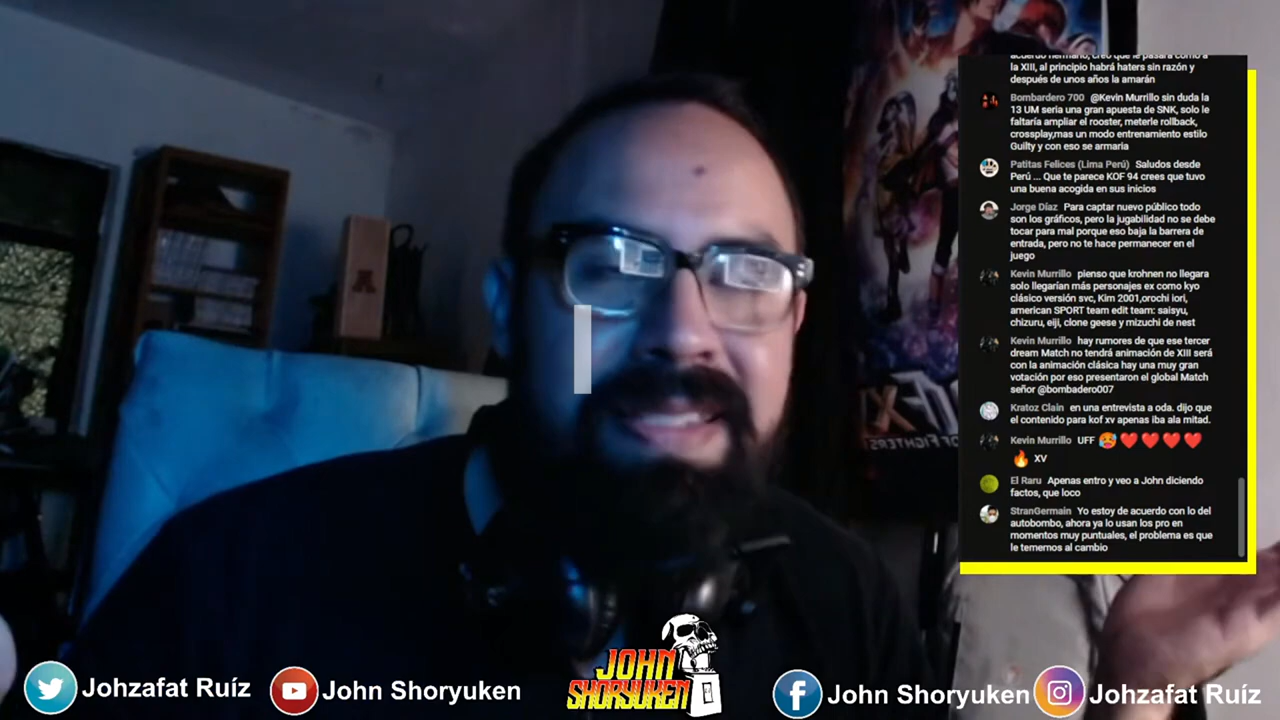 acuerdo hermano, creo que le pasará como a
la XIII, al principio habrá haters sin razón y
después de unos años la amarán
Bombardero 700 @Kevin Murrillo sin duda la
13 UM seria una gran apuesta de SNK, solo le
faltaría ampliar el rooster, meterle rollback,
crossplay,mas un modo entrenamiento estilo
Guilty y con eso se armaria
Patitas Felices (Lima Perú) Saludos desde
Perú ... Que te parece KOF 94 crees que tuvo
una buena acogida en sus inicios
Jorge Díaz Para captar nuevo público todo
son los gráficos, pero la jugabilidad no se debe
tocar para mal porque eso baja la barrera de
entrada, pero no te hace permanecer en el
juego
Kevin Murrillo pienso que krohnen no llegara
solo llegarían más personajes ex como kyo
clásico versión svc, Kim 2001,orochi iori,
american SPORT team edit team: saisyu,
chizuru, eiji, clone geese y mizuchi de nest
Kevin Murrillo hay rumores de que ese tercer
dream Match no tendrá animación de XIII será
con la animación clásica hay una muy gran
votación por eso presentaron el global Match
señor @bombadero007
Kratoz Clain en una entrevista a oda. dijo que
el contenido para kof xv apenas iba ala mitad.
Kevin Murrillo UFF 🥵❤❤❤❤
🔥 XV
El Raru Apenas entro y veo a John diciendo
factos, que loco
StranGermain Yo estoy de acuerdo con lo del
autobombo, ahora ya lo usan los pro en
momentos muy puntuales, el problema es que
le tememos al cambio
JOHN
SHORYUKEN
Johzafat Ruíz
John Shoryuken
John Shoryuken
Johzafat Ruíz